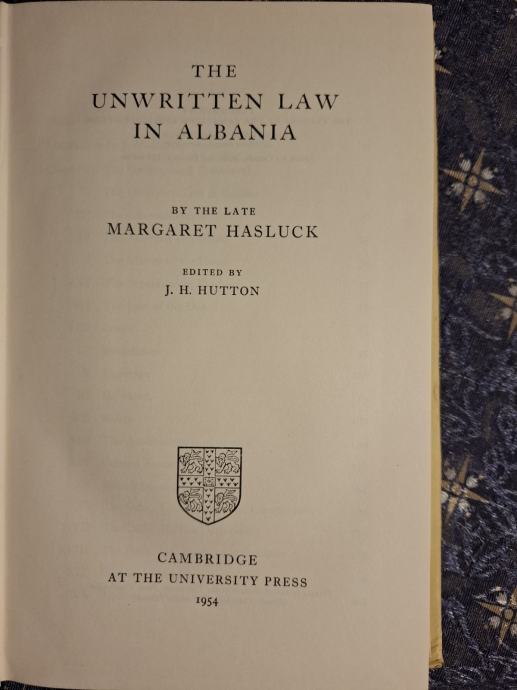 THE
UNWRITTEN LAW
IN ALBANIA
BY THE LATE
MARGARET HASLUCK
EDITED BY
J. H. HUTTON
CAMBRIDGE
AT THE UNIVERSITY PRESS
1954